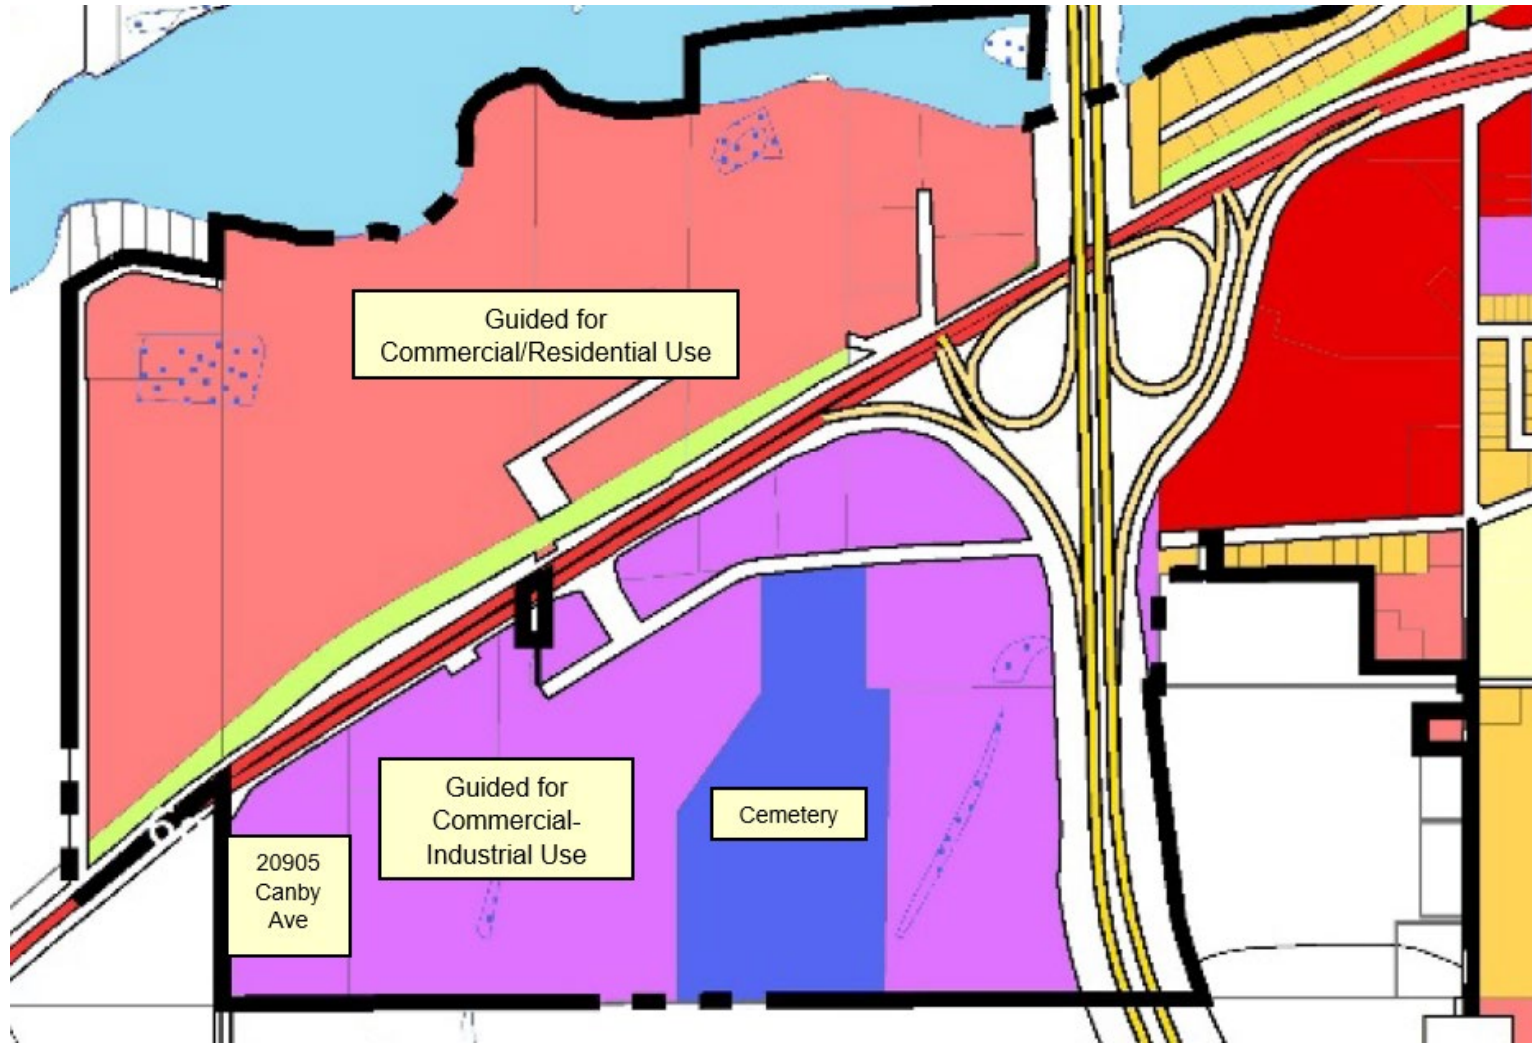 Guided for
Commercial/Residential Use
Guided for
Commercial-
Industrial Use
Cemetery
20905
Canby
Ave